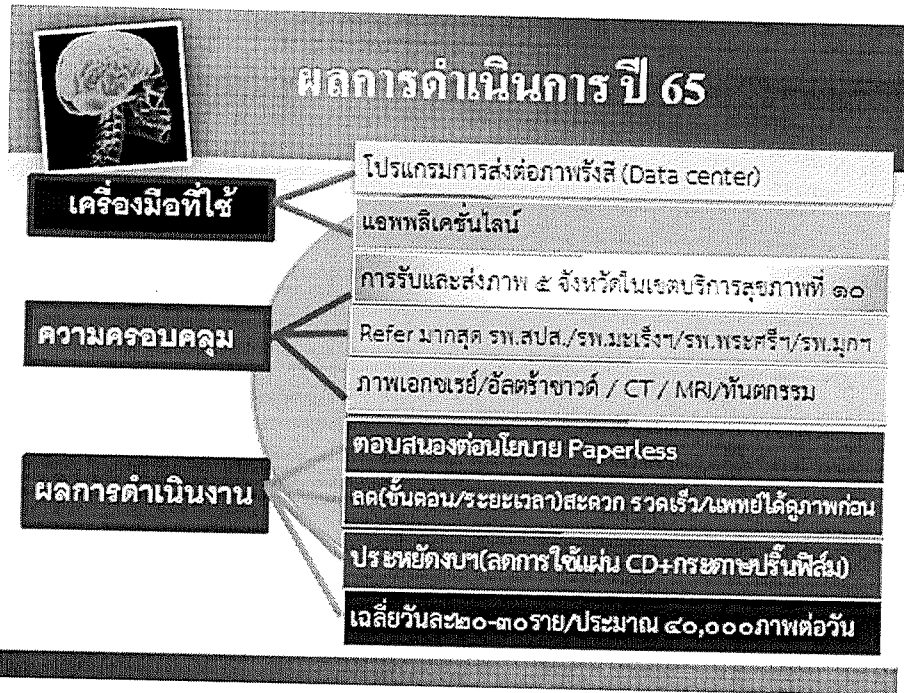 ผลการดำเนินการ ปี 65
เครื่องมือที่ใช้
โปรแกรมการส่งต่อภาพรังสี (Data center)
แอพพลิเคชั่นไลน์
ความครอบคลุม
การรับและส่งภาพ ๕ จังหวัดในเขตบริการสุขภาพที่ ๑๐
Refer มากสุด รพ.สปส./รพ.มะเร็งฯ/รพ.พระศรีฯ/รพ.มุกฯ
ภาพเอกซเรย์/อัลตร้าซาวด์ / CT / MRI/ทันตกรรม
ผลการดำเนินงาน
ตอบสนองต่อนโยบาย Paperless
ลด(ขั้นตอน/ระยะเวลา)สะดวก รวดเร็ว/แพทย์ได้ดูภาพก่อน
ประหยัดงบฯ(ลดการใช้แผ่น CD+กระดาษปริ้นฟิล์ม)
เฉลี่ยวันละ๒๐-๓๐ราย/ประมาณ ๔๐,๐๐๐ภาพต่อวัน